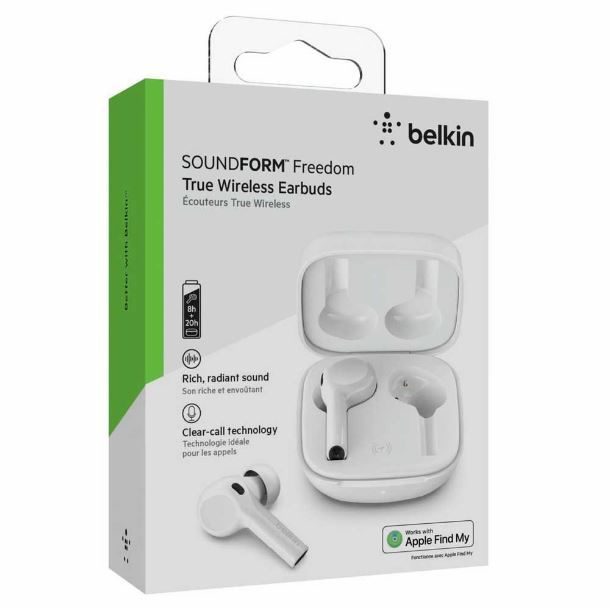 belkin
SOUNDFORM™ Freedom
True Wireless Earbuds
Écouteurs True Wireless
Better with Belkin™
8h
+
20h
Rich, radiant sound
Son riche et envoûtant
Clear-call technology
Technologie idéale
pour les appels
belkin
Works with
Apple Find My
Fonctionne avec Apple Find My